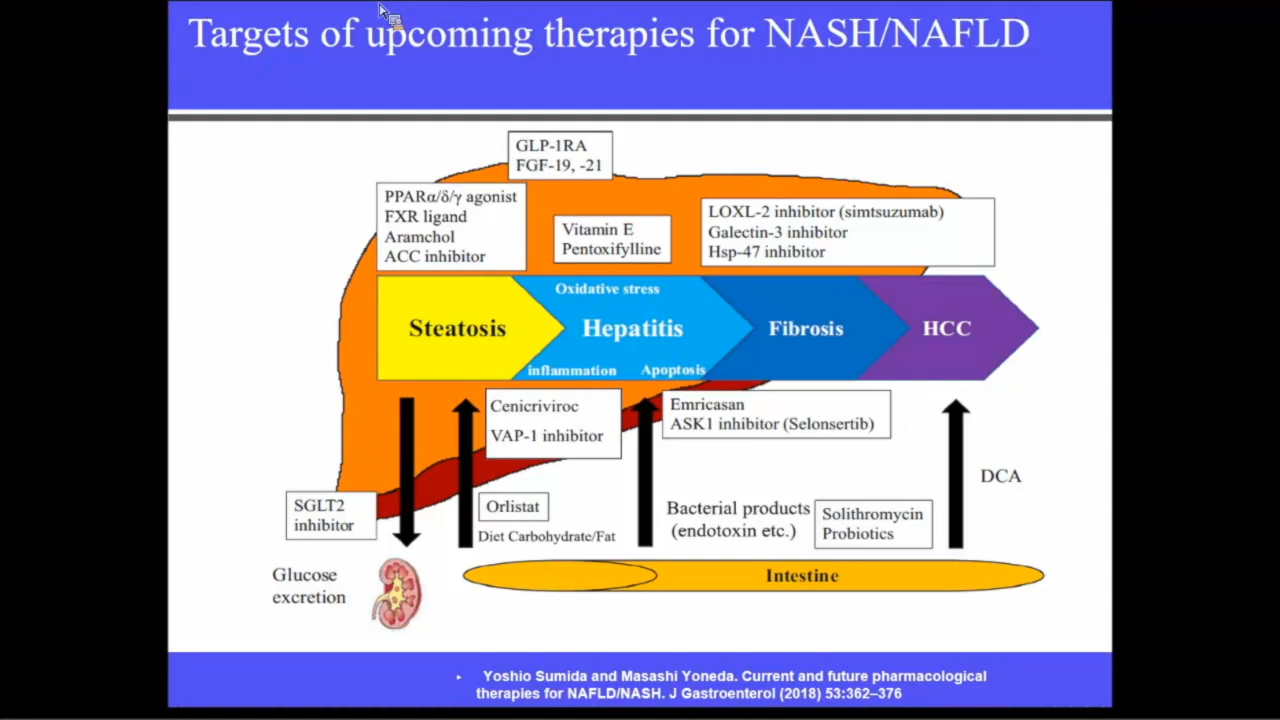 Targets of upcoming therapies for NASH/NAFLD
GLP-1RA
FGF-19, -21
PPARα/δ/γ agonist
FXR ligand
Aramchol
ACC inhibitor
Vitamin E
Pentoxifylline
LOXL-2 inhibitor (simtsuzumab)
Galectin-3 inhibitor
Hsp-47 inhibitor
Steatosis
Oxidative stress
Hepatitis
inflammation
Apoptosis
Fibrosis
HCC
Cenicriviroc
VAP-1 inhibitor
Emricasan
ASK1 inhibitor (Selonsertib)
SGLT2
inhibitor
Orlistat
Diet Carbohydrate/Fat
Bacterial products
(endotoxin etc.)
Solithromycin
Probiotics
DCA
Glucose
excretion
Intestine
Yoshio Sumida and Masashi Yoneda. Current and future pharmacological
therapies for NAFLD/NASH. J Gastroenterol (2018) 53:362–376